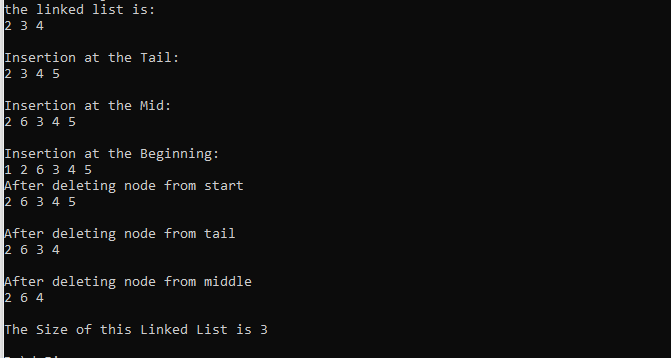 the linked list is:
2 3 4
Insertion at the Tail:
2 3 4 5
Insertion at the Mid:
2 6 3 4 5
Insertion at the Beginning:
1 2 6 3 4 5
After deleting node from start
2 6 3 4 5
After deleting node from tail
2 6 3 4
After deleting node from middle
2 6 4
The Size of this Linked List is 3